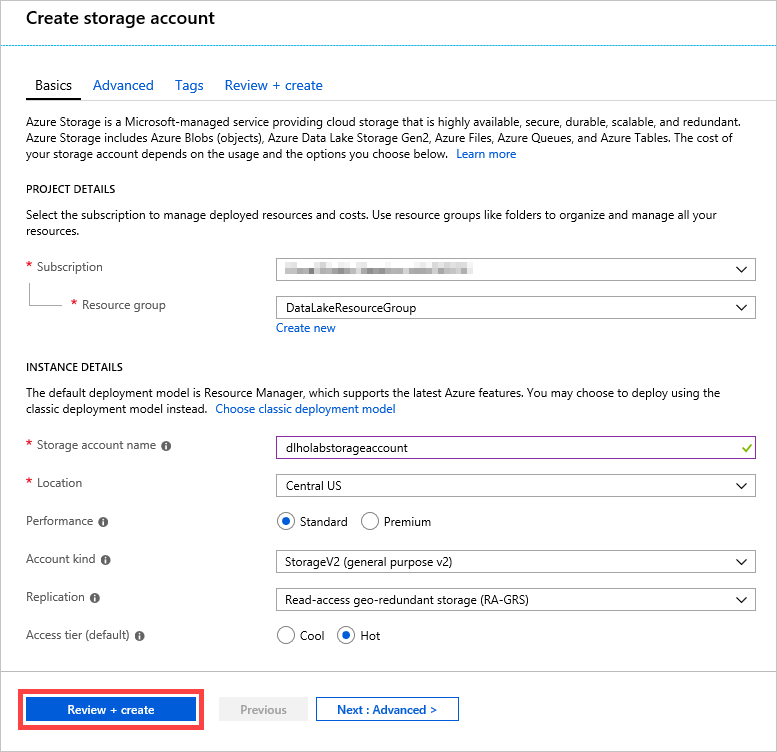 Create storage account
Basics Advanced Tags Review + create
Azure Storage is a Microsoft-managed service providing cloud storage that is highly available, secure, durable, scalable, and redundant.
Azure Storage includes Azure Blobs (objects), Azure Data Lake Storage Gen2, Azure Files, Azure Queues, and Azure Tables. The cost of
your storage account depends on the usage and the options you choose below. Learn more
PROJECT DETAILS
Select the subscription to manage deployed resources and costs. Use resource groups like folders to organize and manage all your
resources.
* Subscription
* Resource group DataLakeResourceGroup
Create new
INSTANCE DETAILS
The default deployment model is Resource Manager, which supports the latest Azure features. You may choose to deploy using the
classic deployment model instead. Choose classic deployment model
* Storage account name dlholabstorageaccount
* Location Central US
Performance Standard Premium
Account kind StorageV2 (general purpose v2)
Replication Read-access geo-redundant storage (RA-GRS)
Access tier (default) Cool Hot
Review + create Previous Next : Advanced >